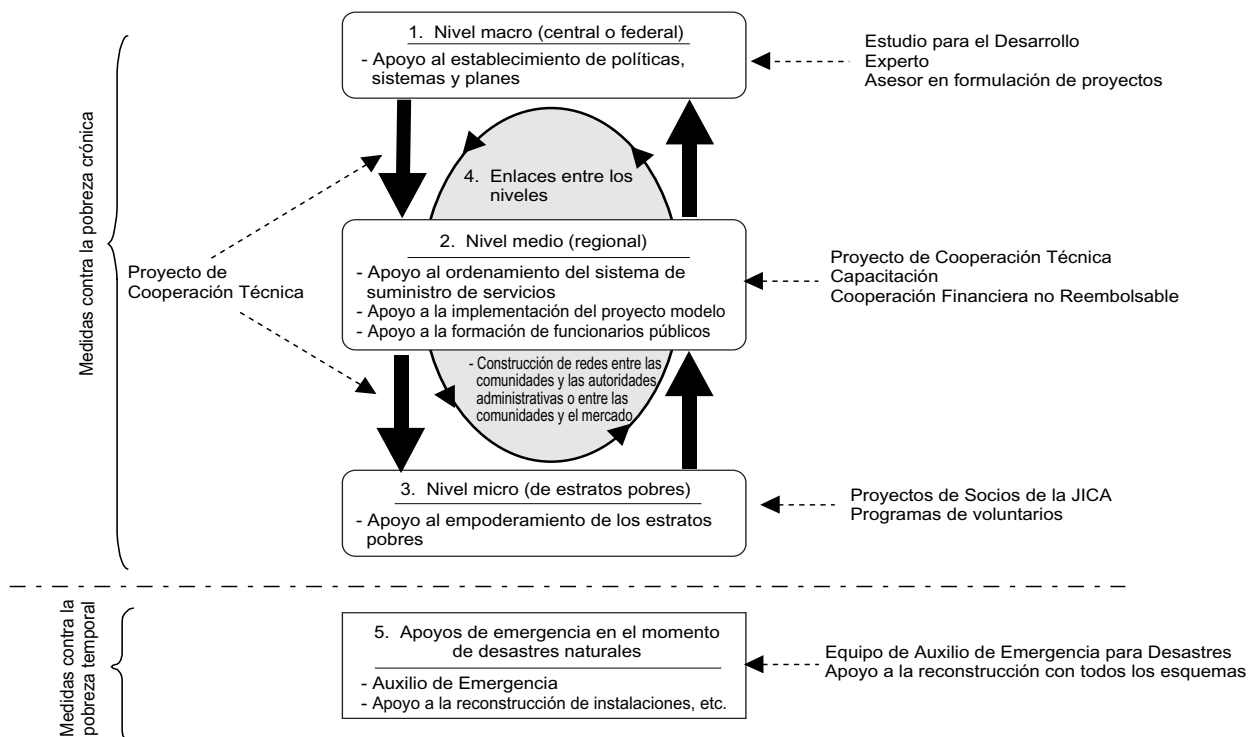 1. Nivel macro (central o federal)
- Apoyo al establecimiento de políticas,
sistemas y planes
Estudio para el Desarrollo
Experto
Asesor en formulación de proyectos
Medidas contra la pobreza crónica
4. Enlaces entre los
niveles
Proyecto de
Cooperación Técnica
2. Nivel medio (regional)
- Apoyo al ordenamiento del sistema de
suministro de servicios
- Apoyo a la implementación del proyecto modelo
- Apoyo a la formación de funcionarios públicos
Proyecto de Cooperación Técnica
Capacitación
Cooperación Financiera no Reembolsable
- Construcción de redes entre las
comunidades y las autoridades
administrativas o entre las
comunidades y el mercado
3. Nivel micro (de estratos pobres)
- Apoyo al empoderamiento de los estratos
pobres
Proyectos de Socios de la JICA
Programas de voluntarios
Medidas contra la
pobreza temporal
5. Apoyos de emergencia en el momento
de desastres naturales
- Auxilio de Emergencia
- Apoyo a la reconstrucción de instalaciones, etc.
Equipo de Auxilio de Emergencia para Desastres
Apoyo a la reconstrucción con todos los esquemas